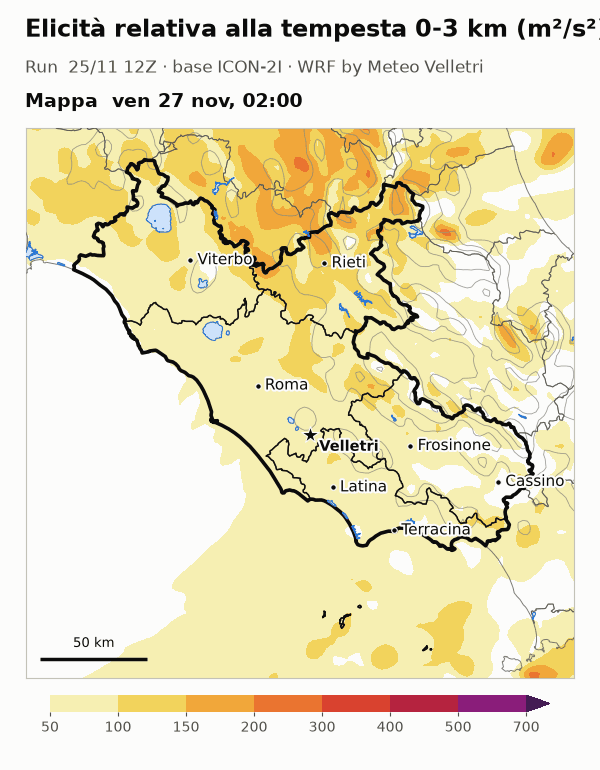 Elicità relativa alla tempesta 0-3 km (m²/s²)
Run  25/11 12Z · base ICON-2I · WRF by Meteo Velletri
Mappa  ven 27 nov, 02:00
Viterbo
Rieti
Roma
Velletri
Frosinone
Cassino
Latina
Terracina
50 km
50 100 150 200 300 400 500 700